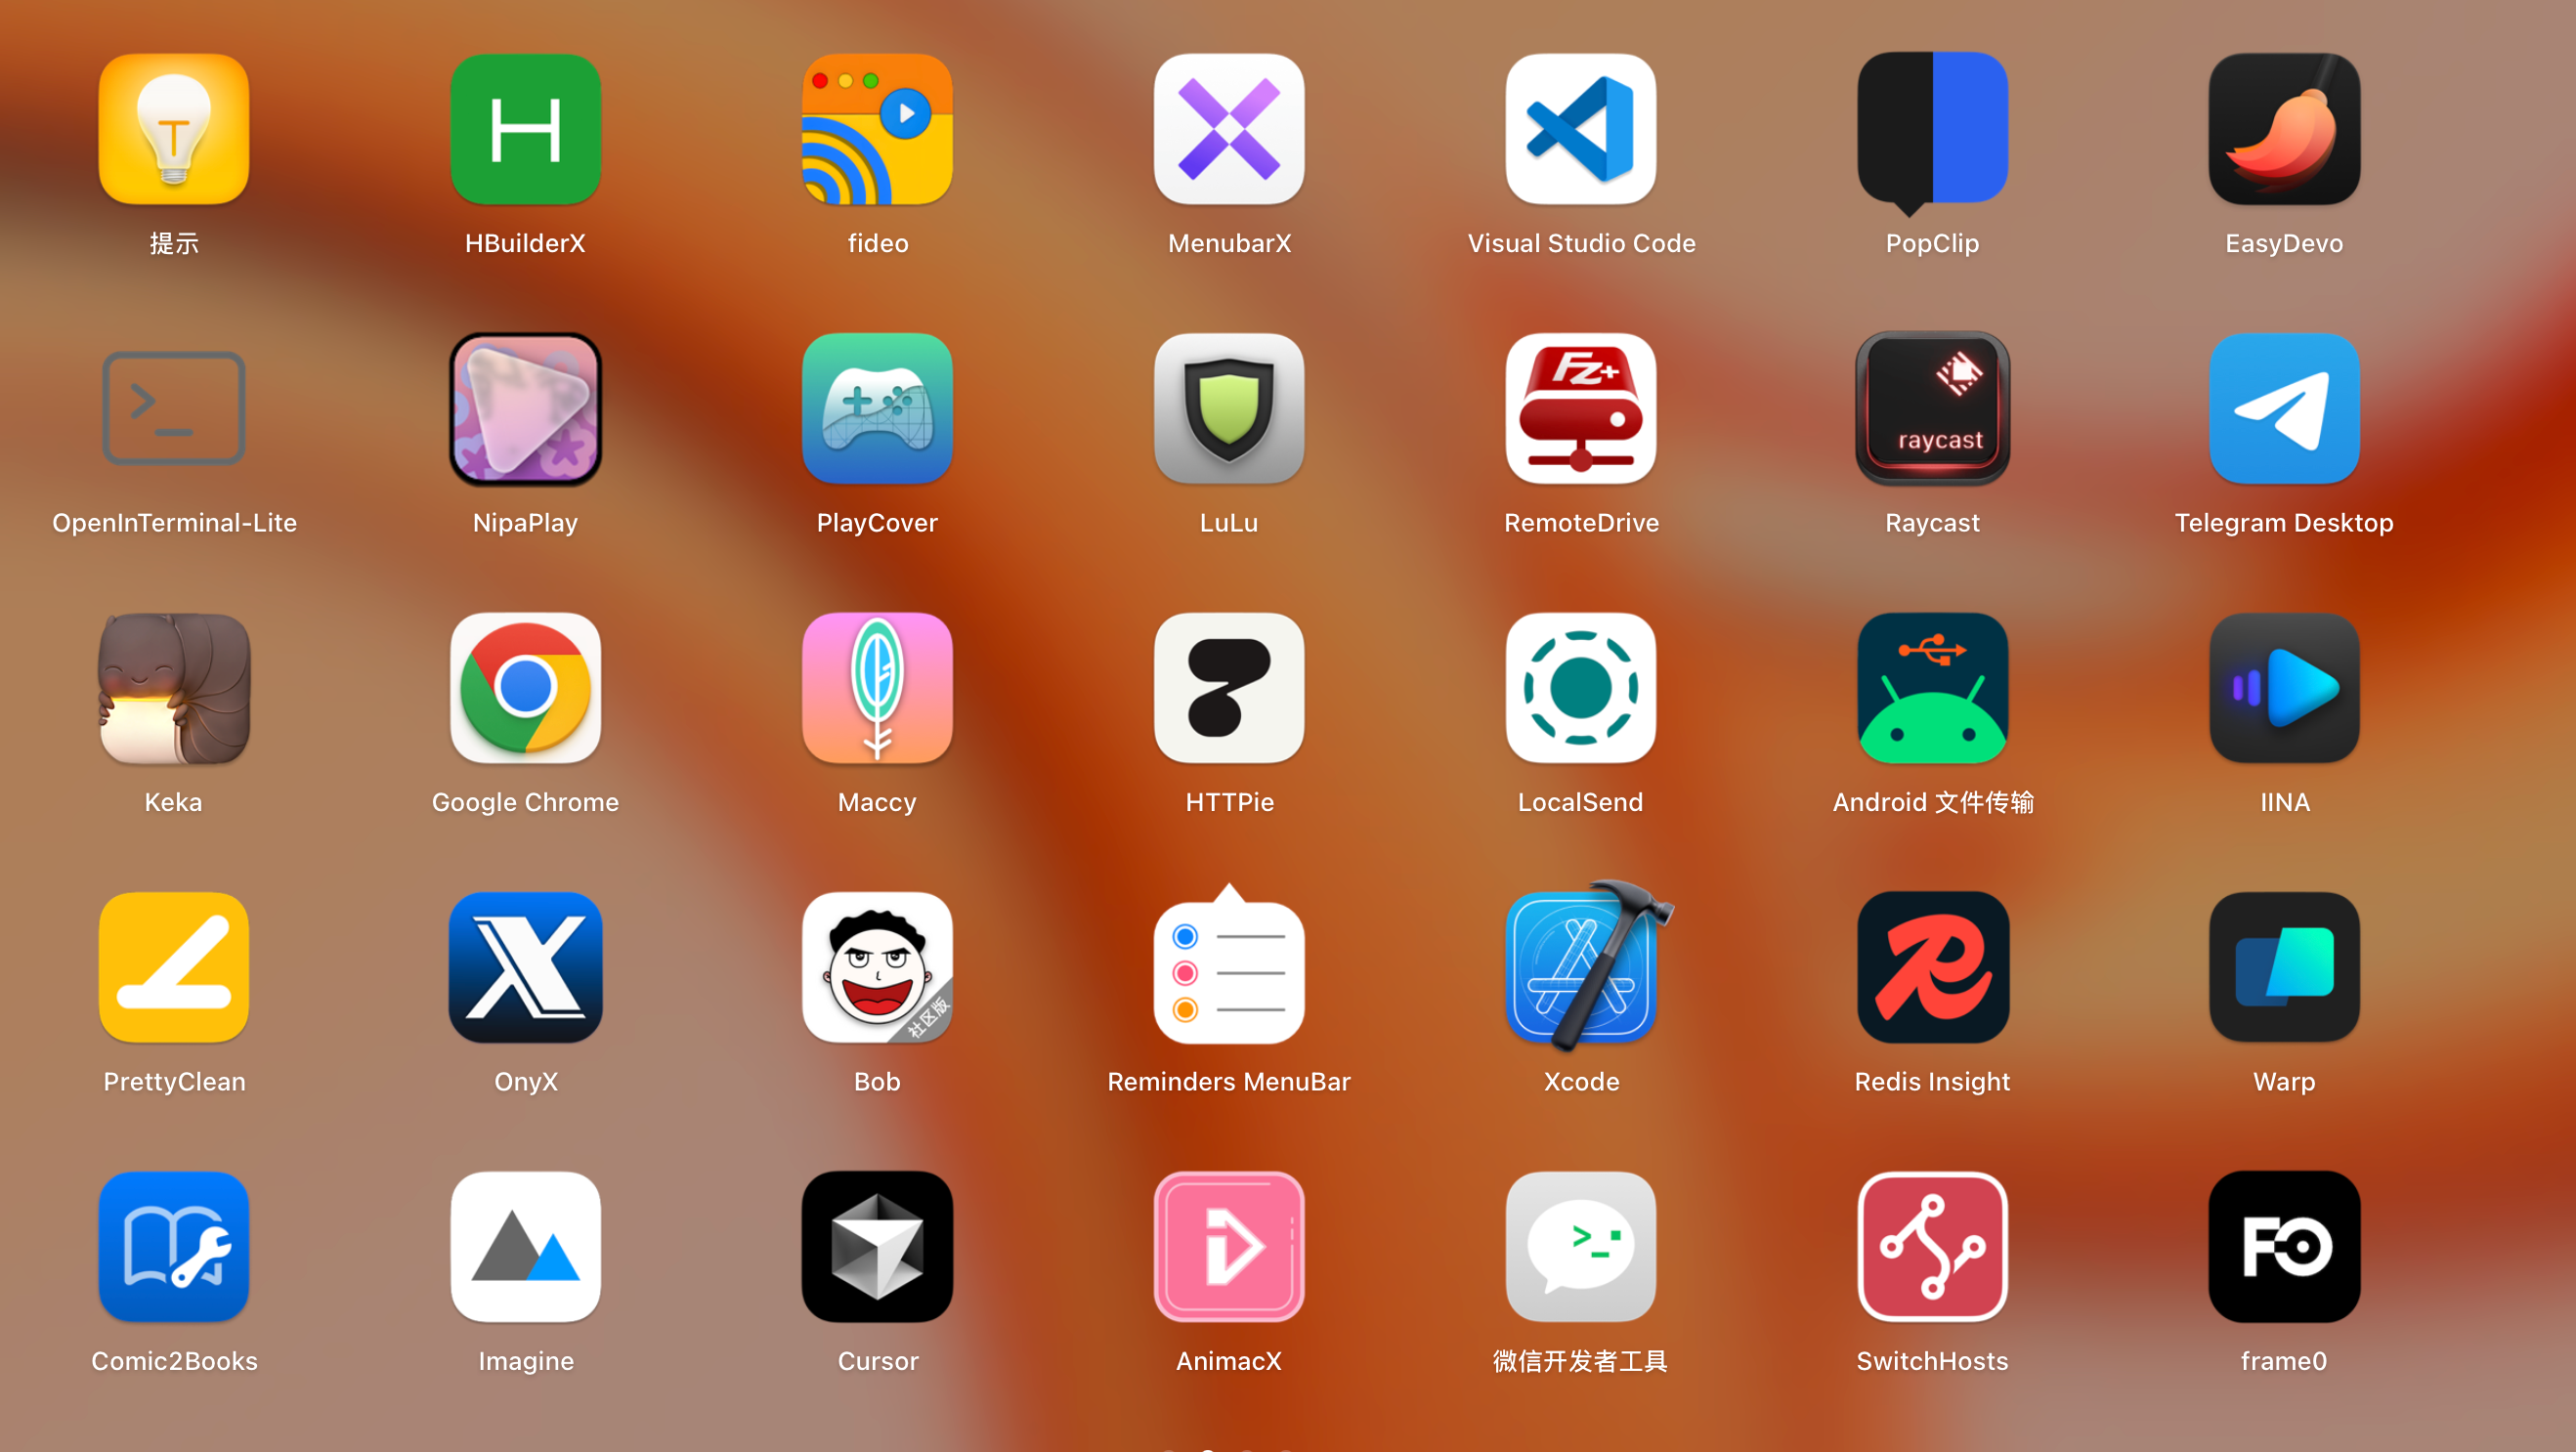 T
H
提示
HBuilderX
fideo
MenubarX
Visual Studio Code
PopClip
EasyDevo
>_
FZ+
raycast
OpenInTerminal-Lite
NipaPlay
PlayCover
LuLu
RemoteDrive
Raycast
Telegram Desktop
Keka
Google Chrome
Maccy
HTTPie
LocalSend
Android 文件传输
IINA
X
社区版
R
PrettyClean
OnyX
Bob
Reminders MenuBar
Xcode
Redis Insight
Warp
>_
FO
Comic2Books
Imagine
Cursor
AnimacX
微信开发者工具
SwitchHosts
frame0